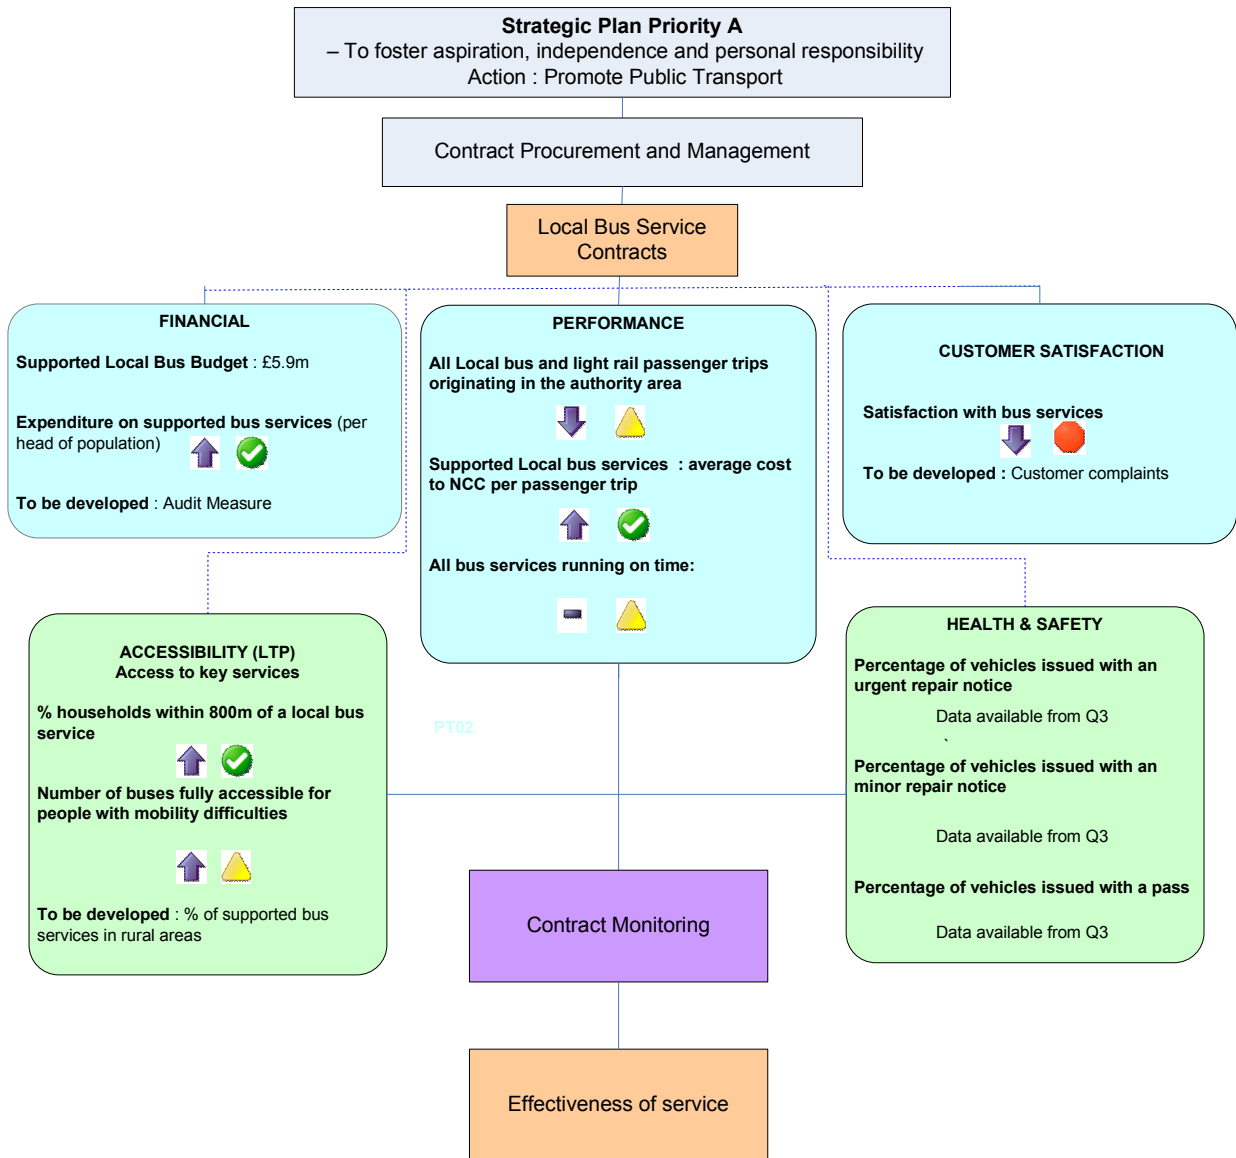 Strategic Plan Priority A
– To foster aspiration, independence and personal responsibility
Action : Promote Public Transport
Contract Procurement and Management
Local Bus Service
Contracts
FINANCIAL
Supported Local Bus Budget : £5.9m
Expenditure on supported bus services (per
head of population)
To be developed : Audit Measure
PERFORMANCE
All Local bus and light rail passenger trips
originating in the authority area
Supported Local bus services : average cost
to NCC per passenger trip
All bus services running on time:
CUSTOMER SATISFACTION
Satisfaction with bus services
To be developed : Customer complaints
ACCESSIBILITY (LTP)
Access to key services
% households within 800m of a local bus
service
Number of buses fully accessible for
people with mobility difficulties
To be developed : % of supported bus
services in rural areas
PT02
HEALTH & SAFETY
Percentage of vehicles issued with an
urgent repair notice
Data available from Q3
`
Percentage of vehicles issued with an
minor repair notice
Data available from Q3
Percentage of vehicles issued with a pass
Data available from Q3
Contract Monitoring
Effectiveness of service